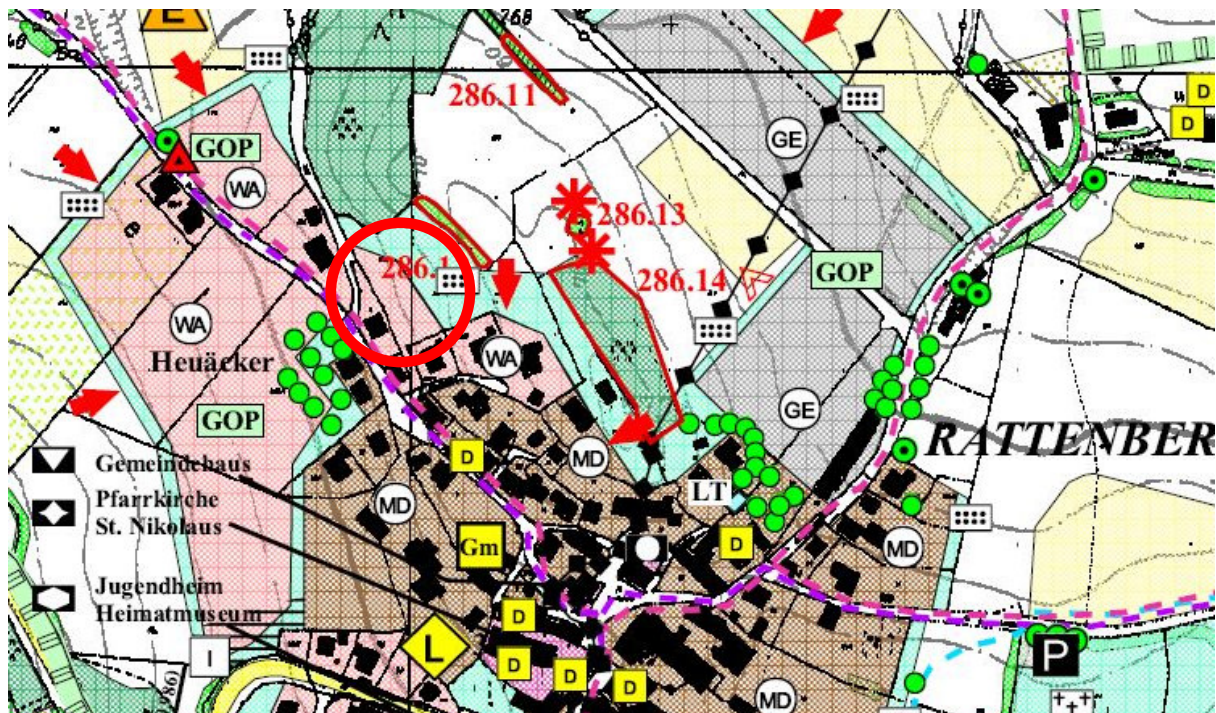 268
286.11
GE
D
D
GOP
WA
286.13
286.1
286.14
GOP
WA
Heuäcker
WA
GE
GOP
RATTENBER
Gemeindehaus
D
MD
MD
LT
Pfarrkirche
St. Nikolaus
Gm
D
MD
Jugendheim
Heimatmuseum
D
L
D
D
D
I
P
MD